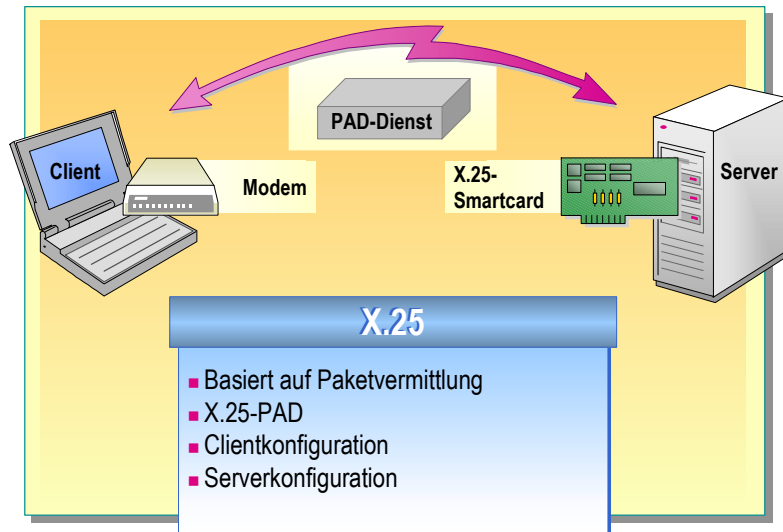 PAD-Dienst
Client
Modem
X.25-
Smartcard
Server
X.25
Basiert auf Paketvermittlung
X.25-PAD
Clientkonfiguration
Serverkonfiguration